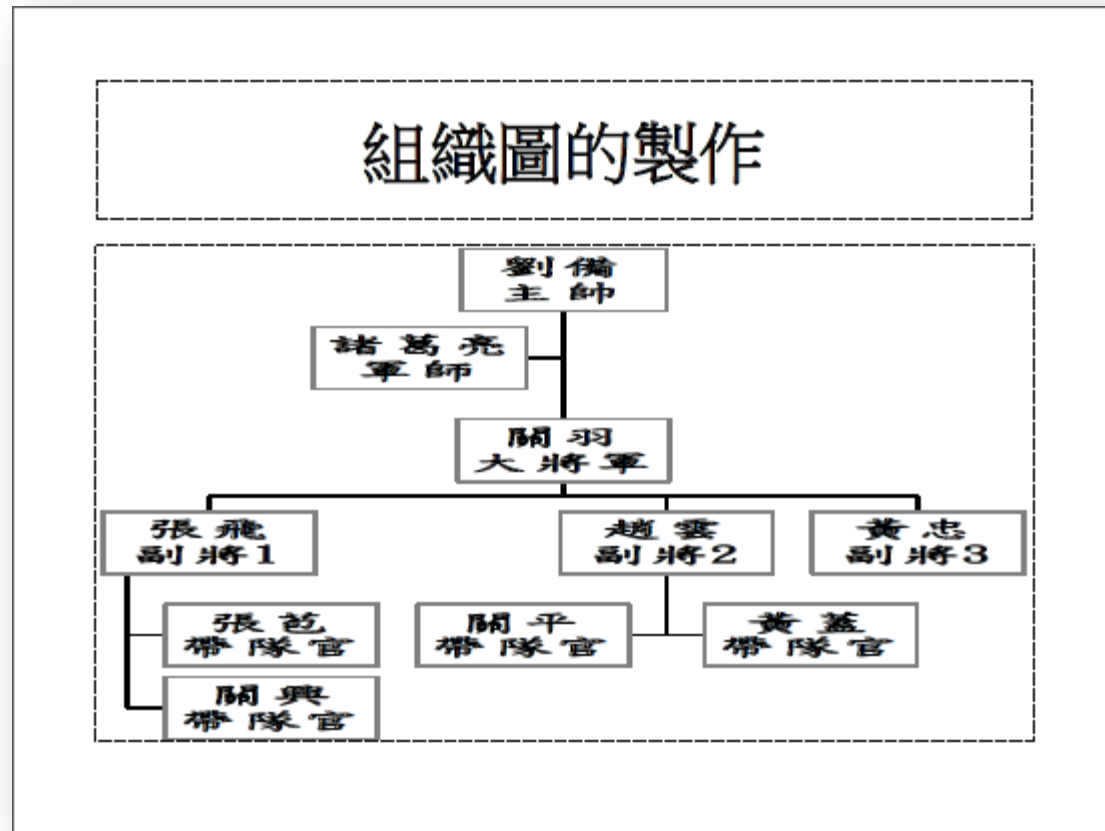 組織圖的製作
劉備
主帥
諸葛亮
軍師
關羽
大將軍
張飛
副將1
趙雲
副將2
黃忠
副將3
張苞
帶隊官
關平
帶隊官
黃蓋
帶隊官
關興
帶隊官